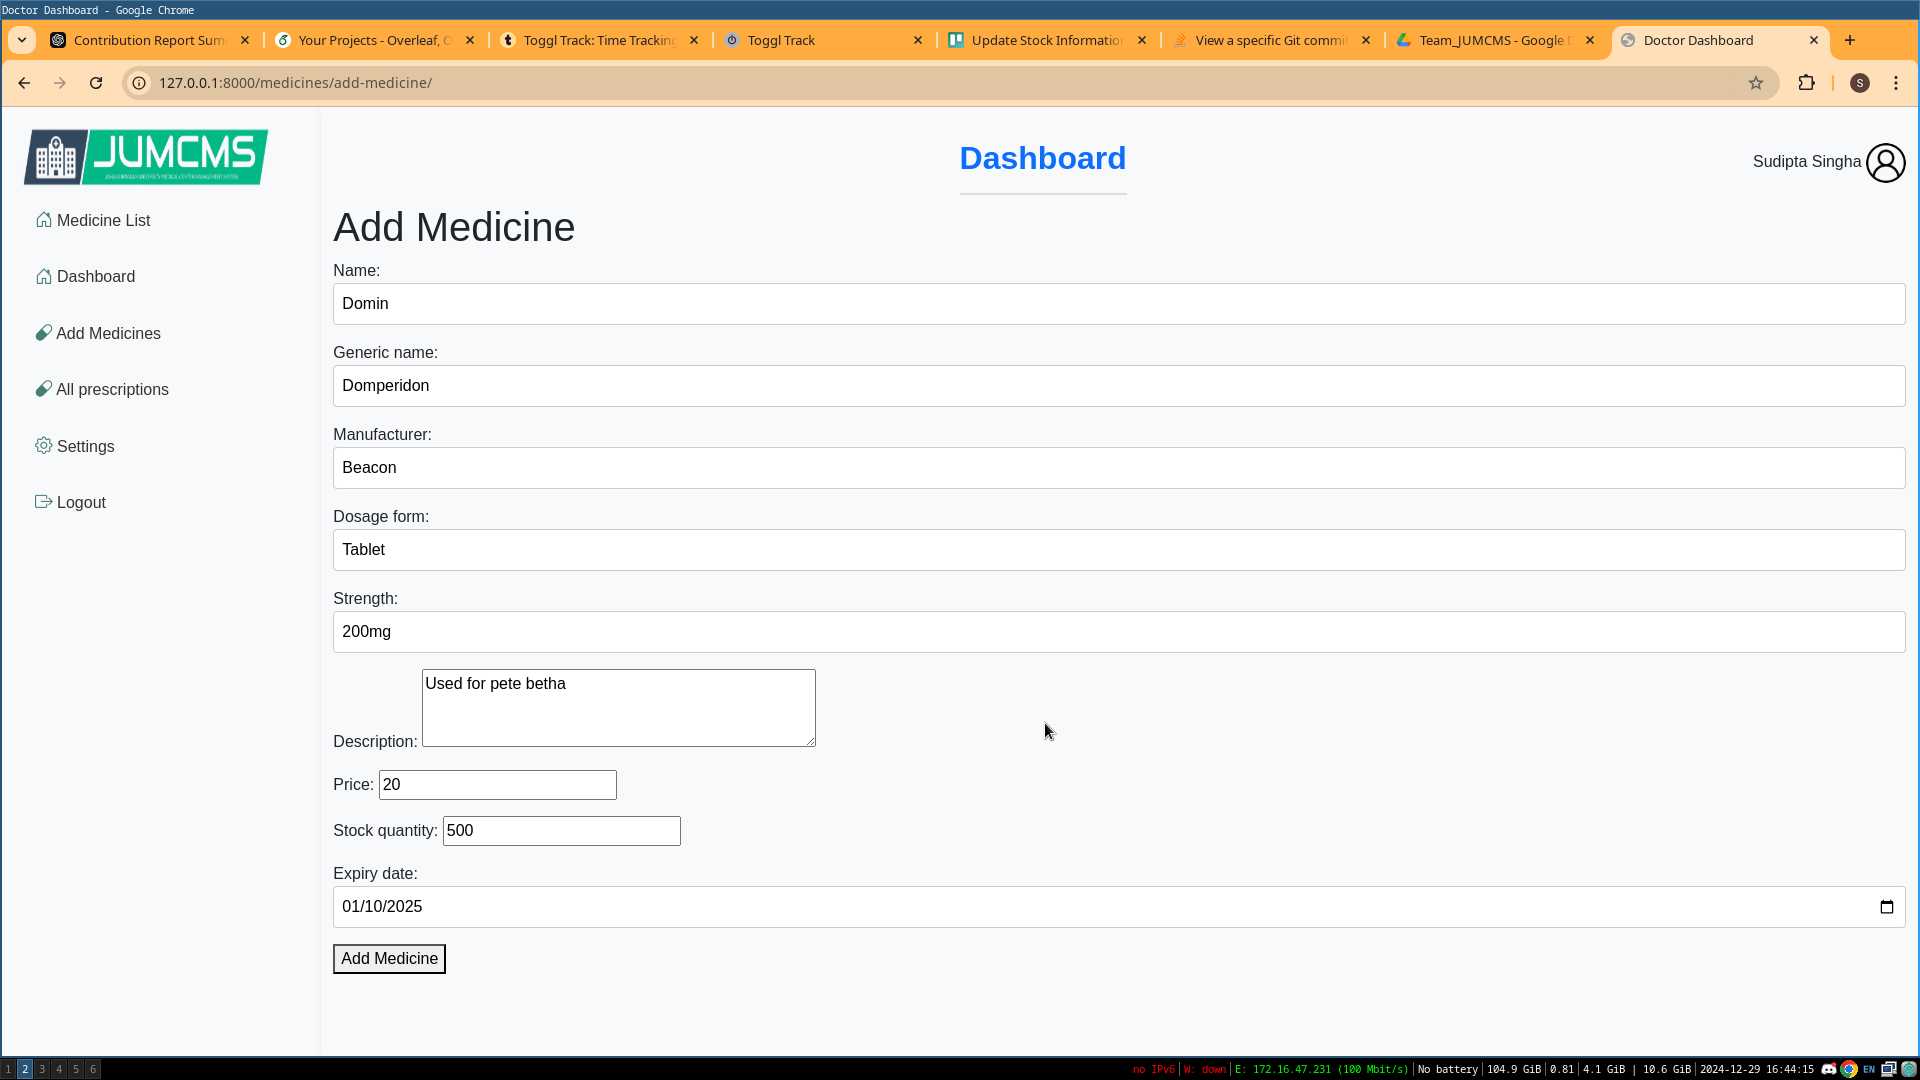 Doctor Dashboard - Google Chrome
Contribution Report Sum
Your Projects - Overleaf, O
Toggl Track: Time Tracking
Toggl Track
Update Stock Informatio
View a specific Git commit
Team_JUMCMS - Google D
Doctor Dashboard
127.0.0.1:8000/medicines/add-medicine/
S
JUMCMS
Dashboard
Sudipta Singha
Medicine List
Dashboard
Add Medicines
All prescriptions
Settings
Logout
Add Medicine
Name:
Domin
Generic name:
Domperidon
Manufacturer:
Beacon
Dosage form:
Tablet
Strength:
200mg
Used for pete betha
Description:
Price: 20
Stock quantity: 500
Expiry date:
01/10/2025
Add Medicine
1 2 3 4 5 6
no IPv6 | W: down | E: 172.16.47.231 (100 Mbit/s) | No battery | 104.9 GiB | 0.81 | 4.1 GiB | 10.6 GiB | 2024-12-29 16:44:15 EN